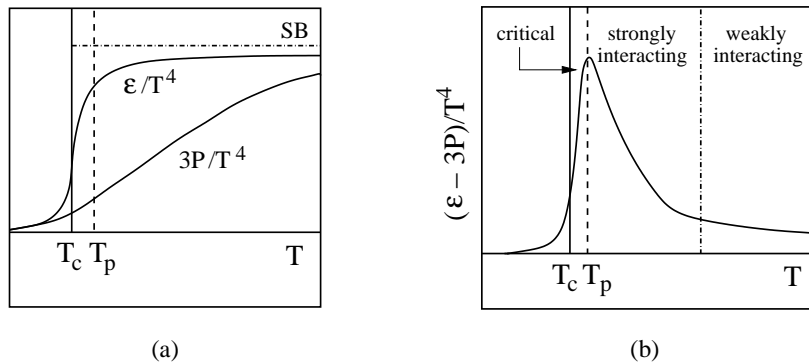 SB
ε/T⁴
3P/T⁴
T_c T_p T
(a)
critical
strongly interacting
weakly interacting
(ε − 3P)/T⁴
T_c T_p T
(b)